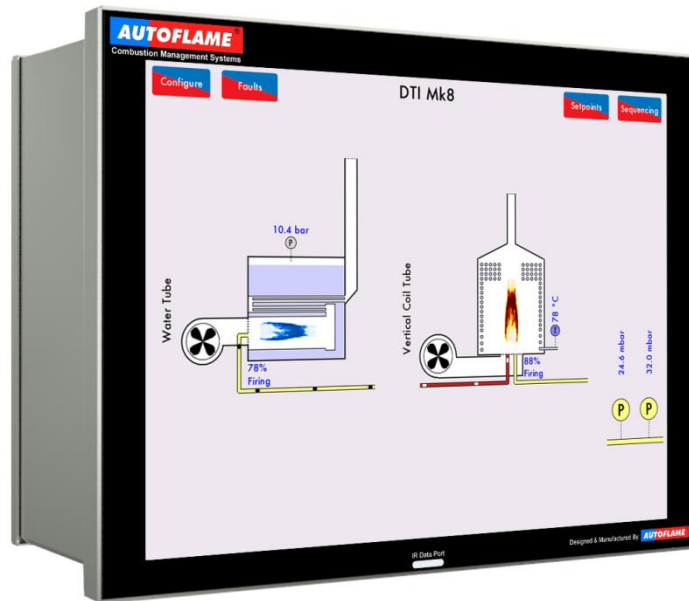 AUTOFLAME
Combustion Management Systems
Configure
Faults
DTI Mk8
Setpoints
Sequencing
10.4 bar
P
Water Tube
78%
Firing
Vertical Coil Tube
T
78 °C
88%
Firing
24.6 mbar
32.0 mbar
P
P
IR Data Port
Designed & Manufactured By AUTOFLAME